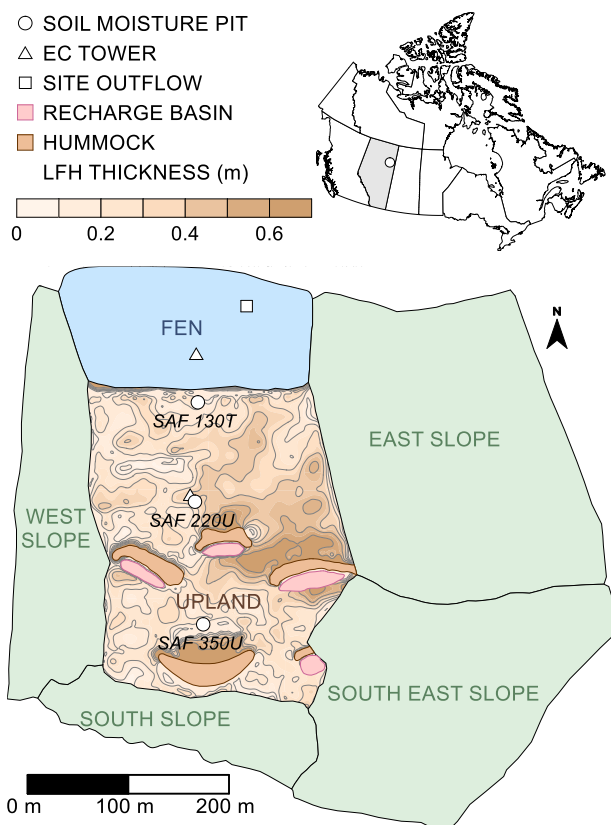 SOIL MOISTURE PIT
EC TOWER
SITE OUTFLOW
RECHARGE BASIN
HUMMOCK
LFH THICKNESS (m)
0 0.2 0.4 0.6
N
FEN
SAF 130T
EAST SLOPE
SAF 220U
WEST
SLOPE
UPLAND
SAF 350U
SOUTH EAST SLOPE
SOUTH SLOPE
0 m 100 m 200 m